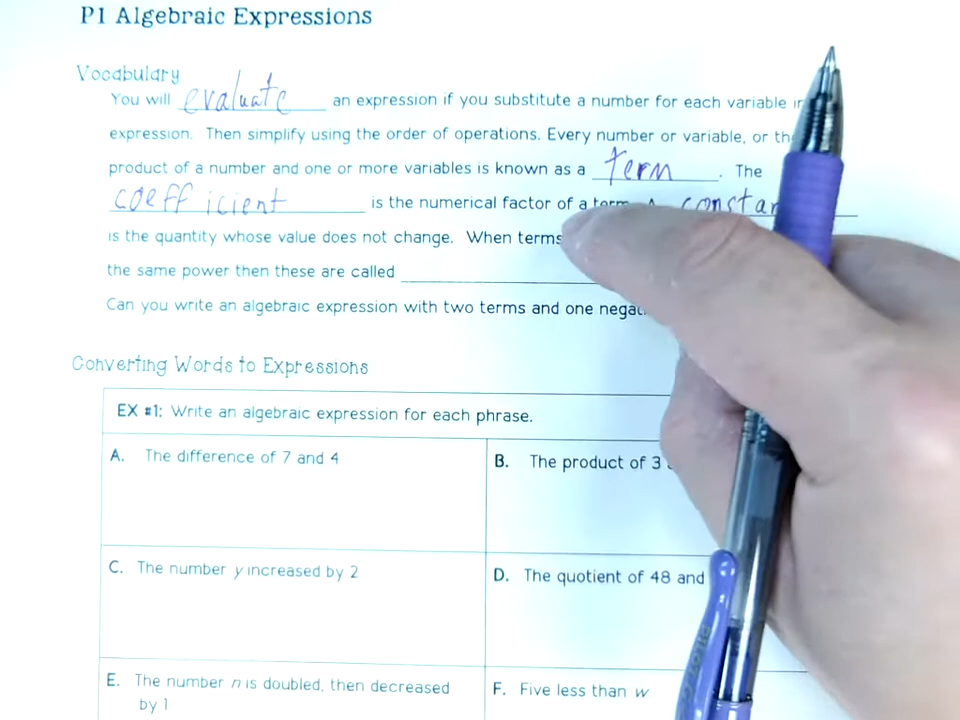 P1 Algebraic Expressions
Vocabulary
You will evaluate an expression if you substitute a number for each variable
expression. Then simplify using the order of operations. Every number or variable, or
product of a number and one or more variables is known as a term. The
coefficient is the numerical factor of a term. A
is the quantity whose value does not change. When terms
the same power then these are called
Can you write an algebraic expression with two terms and one
Converting Words to Expressions
EX #1: Write an algebraic expression for each phrase.
A. The difference of 7 and 4
B. The product of 3
C. The number y increased by 2
D. The quotient of 48 and
E. The number n is doubled, then decreased
by 1
F. Five less than w